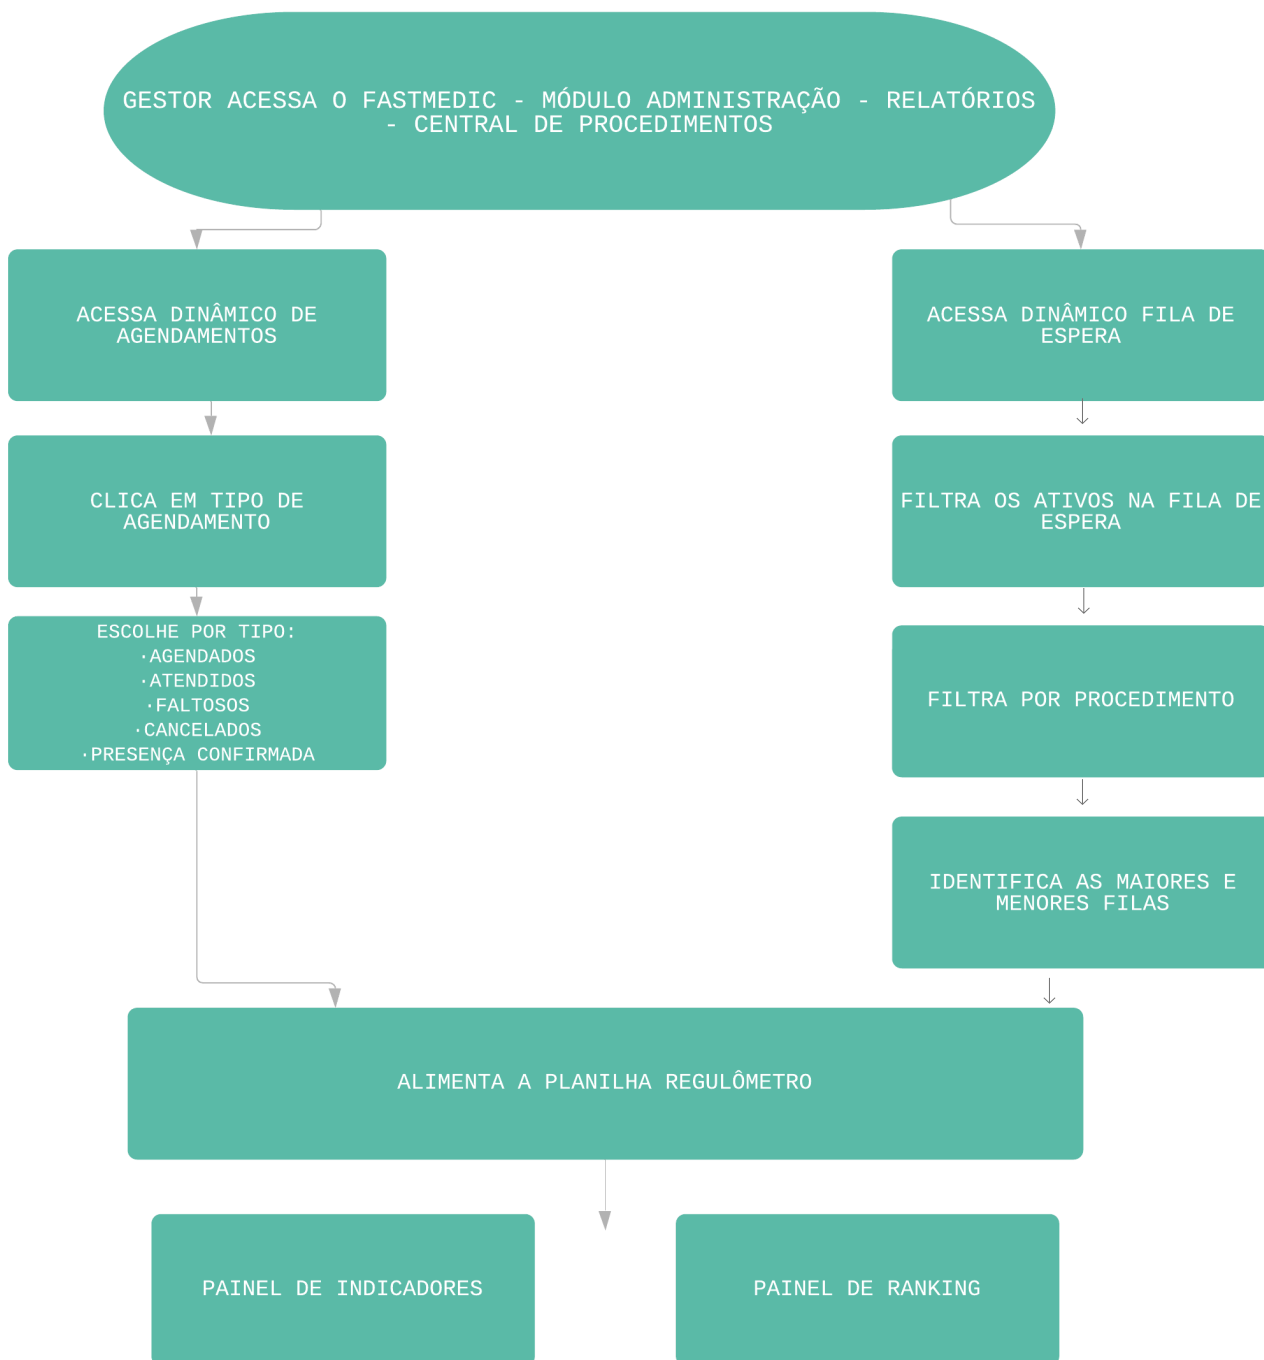 GESTOR ACESSA O FASTMEDIC - MÓDULO ADMINISTRAÇÃO - RELATÓRIOS
- CENTRAL DE PROCEDIMENTOS
ACESSA DINÂMICO DE
AGENDAMENTOS
CLICA EM TIPO DE
AGENDAMENTO
ESCOLHE POR TIPO:
·AGENDADOS
·ATENDIDOS
·FALTOSOS
·CANCELADOS
·PRESENÇA CONFIRMADA
ACESSA DINÂMICO FILA DE
ESPERA
FILTRA OS ATIVOS NA FILA DE
ESPERA
FILTRA POR PROCEDIMENTO
IDENTIFICA AS MAIORES E
MENORES FILAS
ALIMENTA A PLANILHA REGULÔMETRO
PAINEL DE INDICADORES
PAINEL DE RANKING